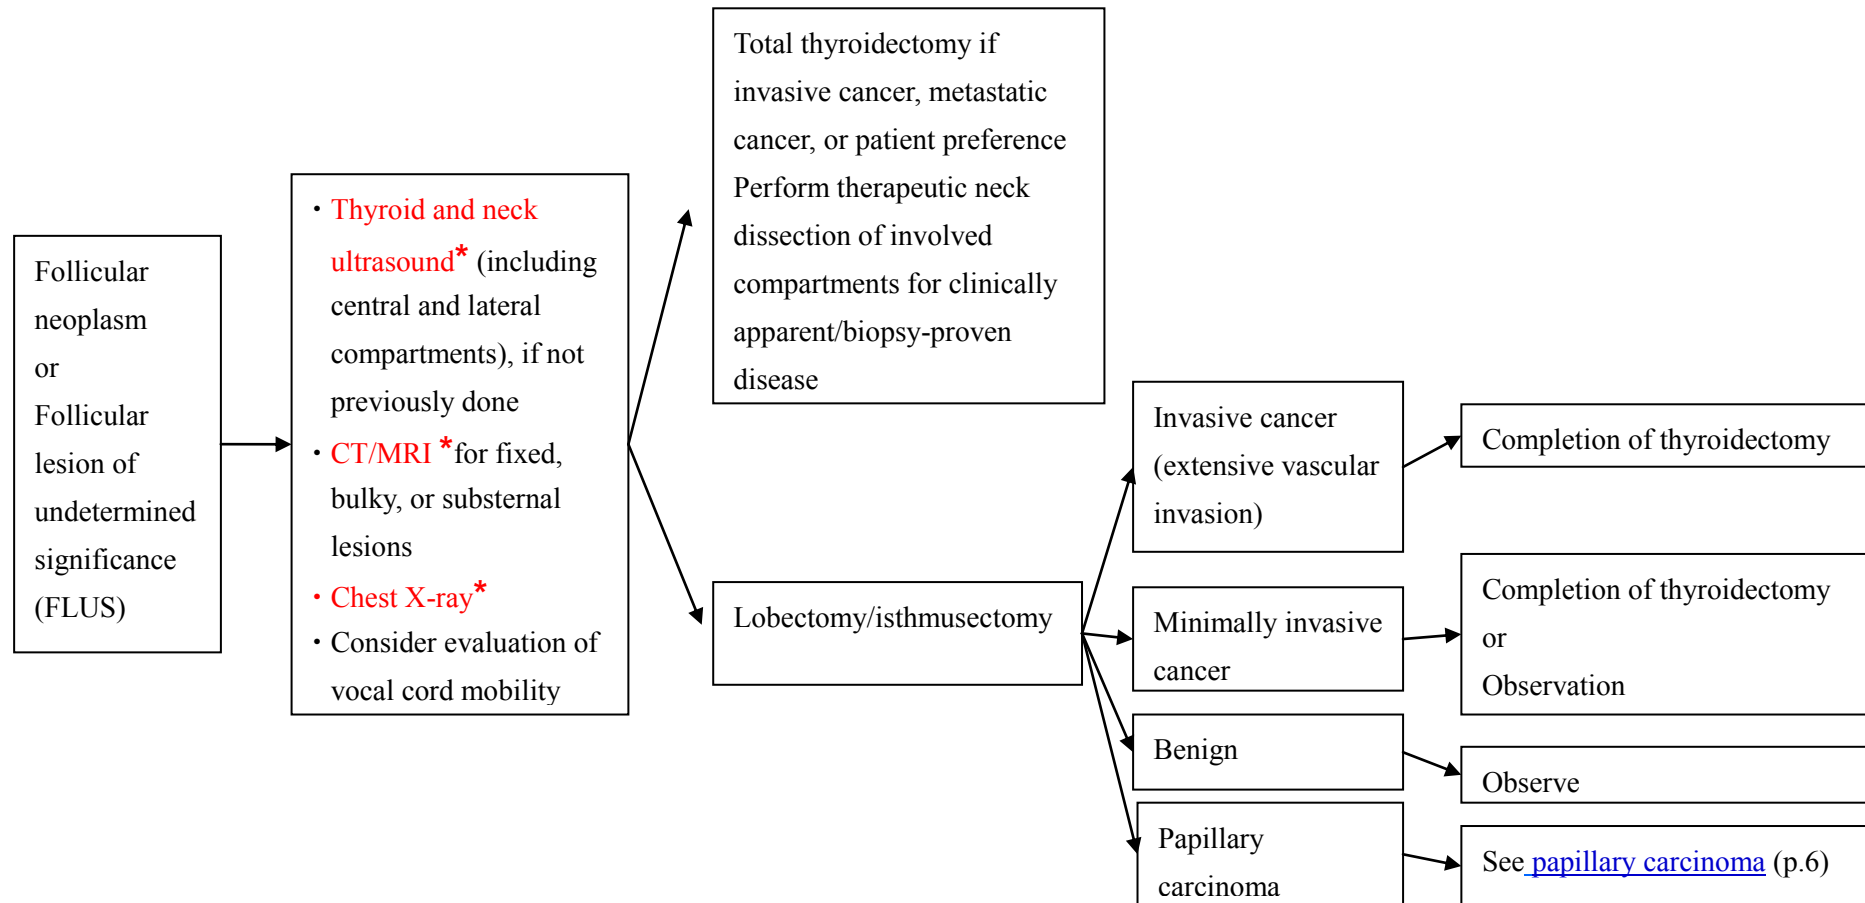 Follicular
neoplasm
or
Follicular
lesion of
undetermined
significance
(FLUS)
・Thyroid and neck
ultrasound* (including
central and lateral
compartments), if not
previously done
・CT/MRI *for fixed,
bulky, or substernal
lesions
・Chest X-ray*
・Consider evaluation of
vocal cord mobility
Total thyroidectomy if
invasive cancer, metastatic
cancer, or patient preference
Perform therapeutic neck
dissection of involved
compartments for clinically
apparent/biopsy-proven
disease
Lobectomy/isthmusectomy
Invasive cancer
(extensive vascular
invasion)
Completion of thyroidectomy
Minimally invasive
cancer
Completion of thyroidectomy
or
Observation
Benign
Observe
Papillary
carcinoma
See papillary carcinoma (p.6)